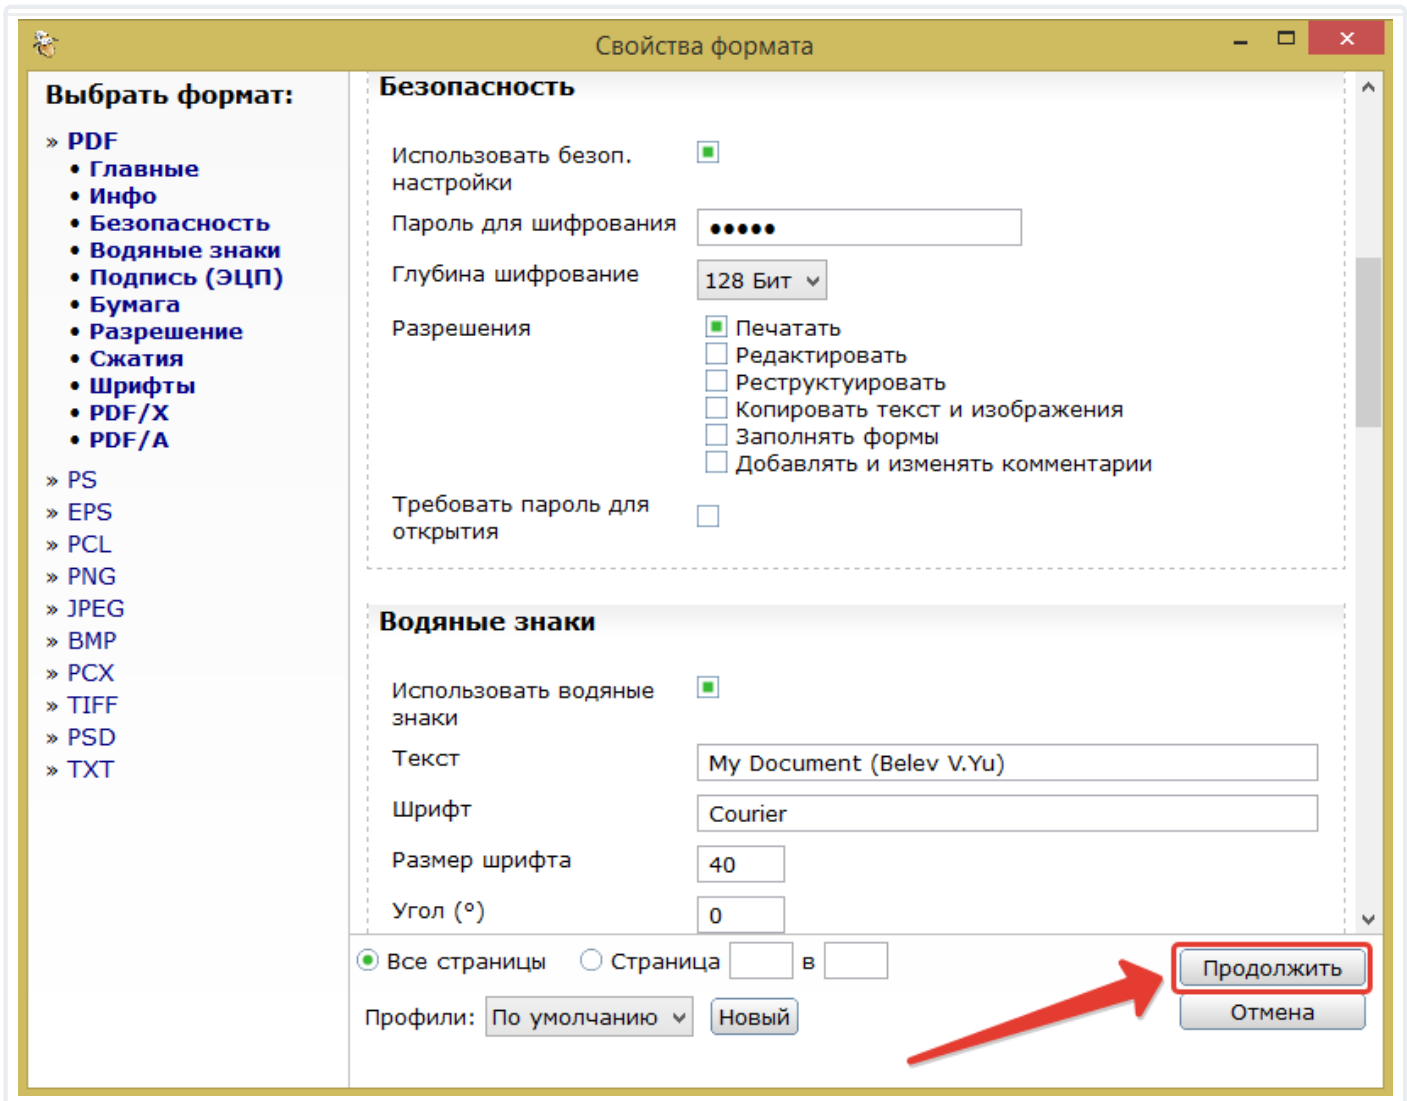 Свойства формата
Выбрать формат:
» PDF
• Главные
• Инфо
• Безопасность
• Водяные знаки
• Подпись (ЭЦП)
• Бумага
• Разрешение
• Сжатия
• Шрифты
• PDF/X
• PDF/A
» PS
» EPS
» PCL
» PNG
» JPEG
» BMP
» PCX
» TIFF
» PSD
» TXT
Безопасность
Использовать безоп.
настройки
Пароль для шифрования •••••
Глубина шифрование 128 Бит
Разрешения
Печатать
Редактировать
Реструктуировать
Копировать текст и изображения
Заполнять формы
Добавлять и изменять комментарии
Требовать пароль для
открытия
Водяные знаки
Использовать водяные
знаки
Текст My Document (Belev V.Yu)
Шрифт Courier
Размер шрифта 40
Угол (°) 0
Все страницы Страница в
Продолжить
Профили: По умолчанию Новый
Отмена